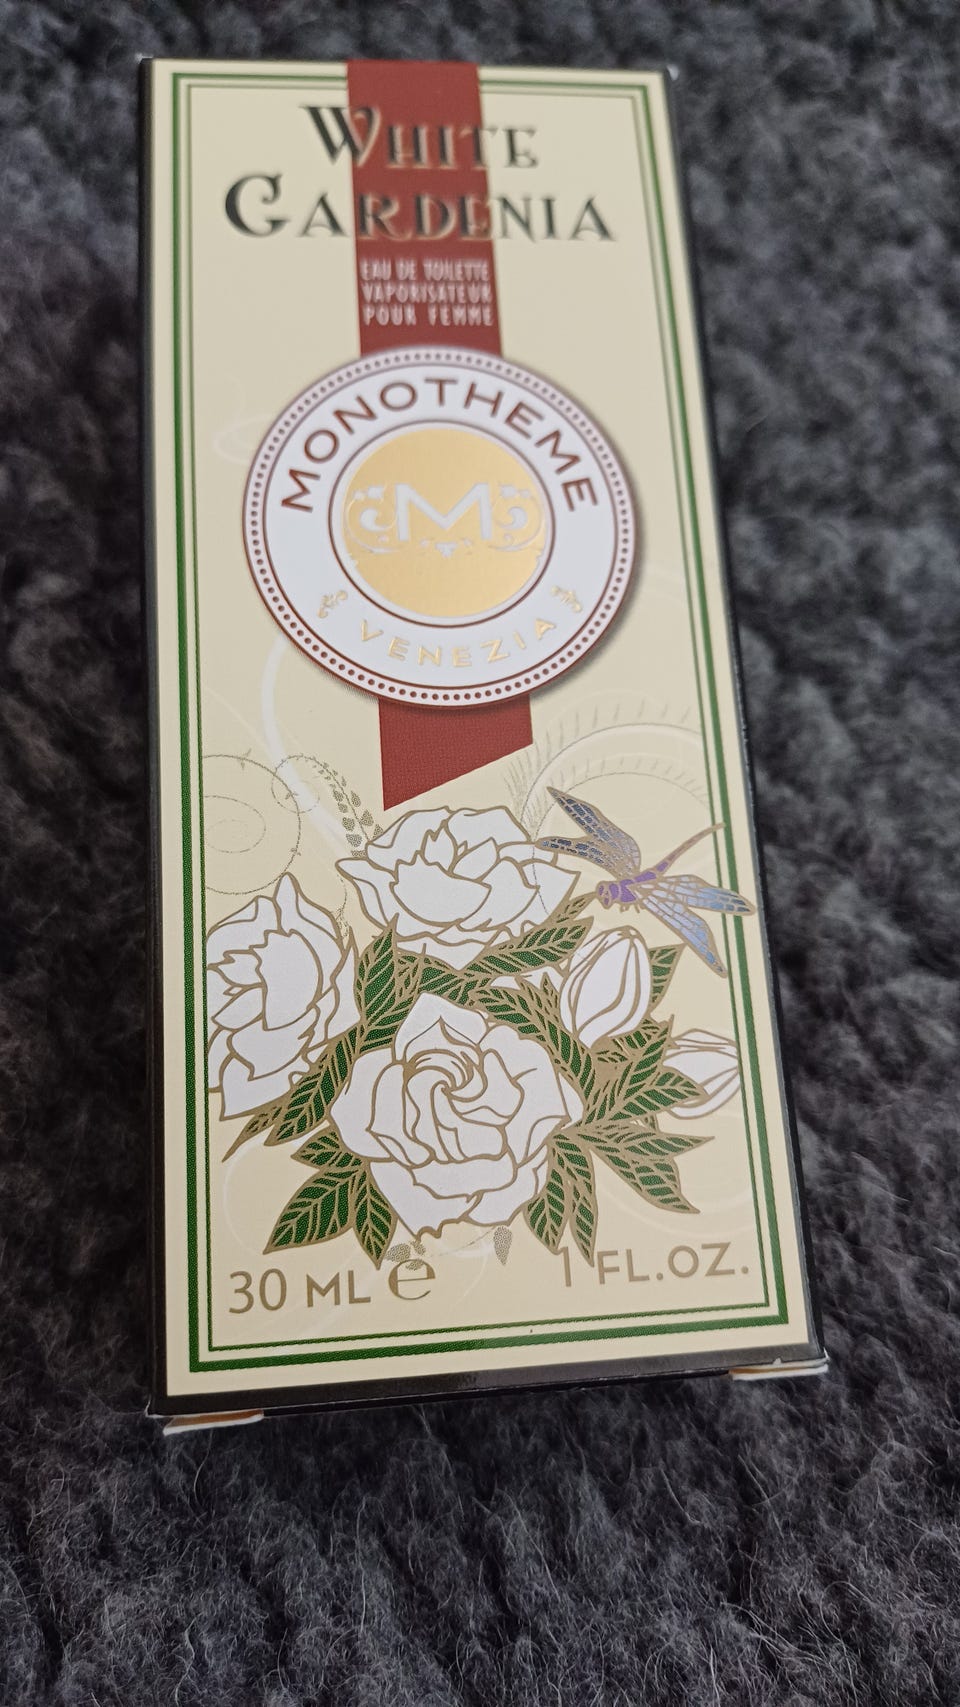 WHITE
GARDENIA
EAU DE TOILETTE
VAPORISATEUR
POUR FEMME
MONOTHEME
M
VENEZIA
30 ML ℮
1 FL.OZ.